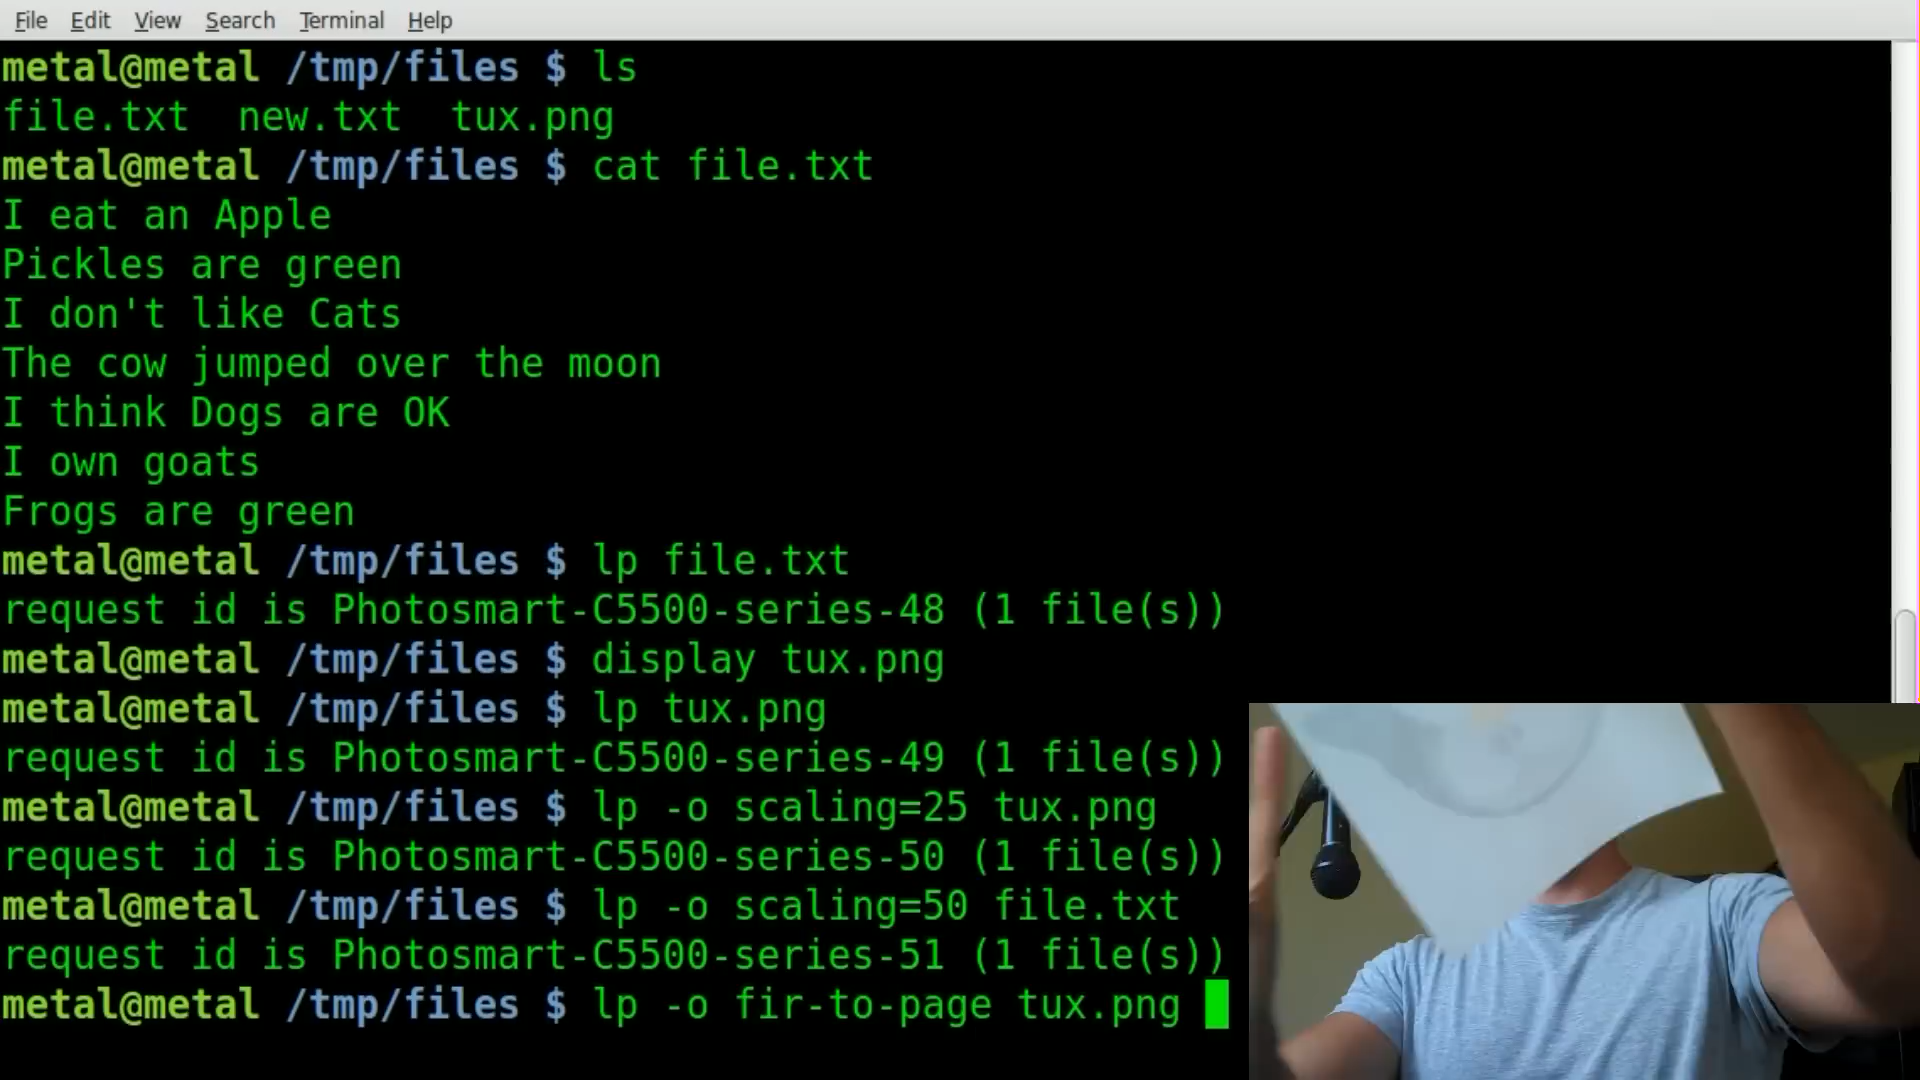 File Edit View Search Terminal Help
metal@metal /tmp/files $ ls
file.txt new.txt tux.png
metal@metal /tmp/files $ cat file.txt
I eat an Apple
Pickles are green
I don't like Cats
The cow jumped over the moon
I think Dogs are OK
I own goats
Frogs are green
metal@metal /tmp/files $ lp file.txt
request id is Photosmart-C5500-series-48 (1 file(s))
metal@metal /tmp/files $ display tux.png
metal@metal /tmp/files $ lp tux.png
request id is Photosmart-C5500-series-49 (1 file(s))
metal@metal /tmp/files $ lp -o scaling=25 tux.png
request id is Photosmart-C5500-series-50 (1 file(s))
metal@metal /tmp/files $ lp -o scaling=50 file.txt
request id is Photosmart-C5500-series-51 (1 file(s))
metal@metal /tmp/files $ lp -o fir-to-page tux.png